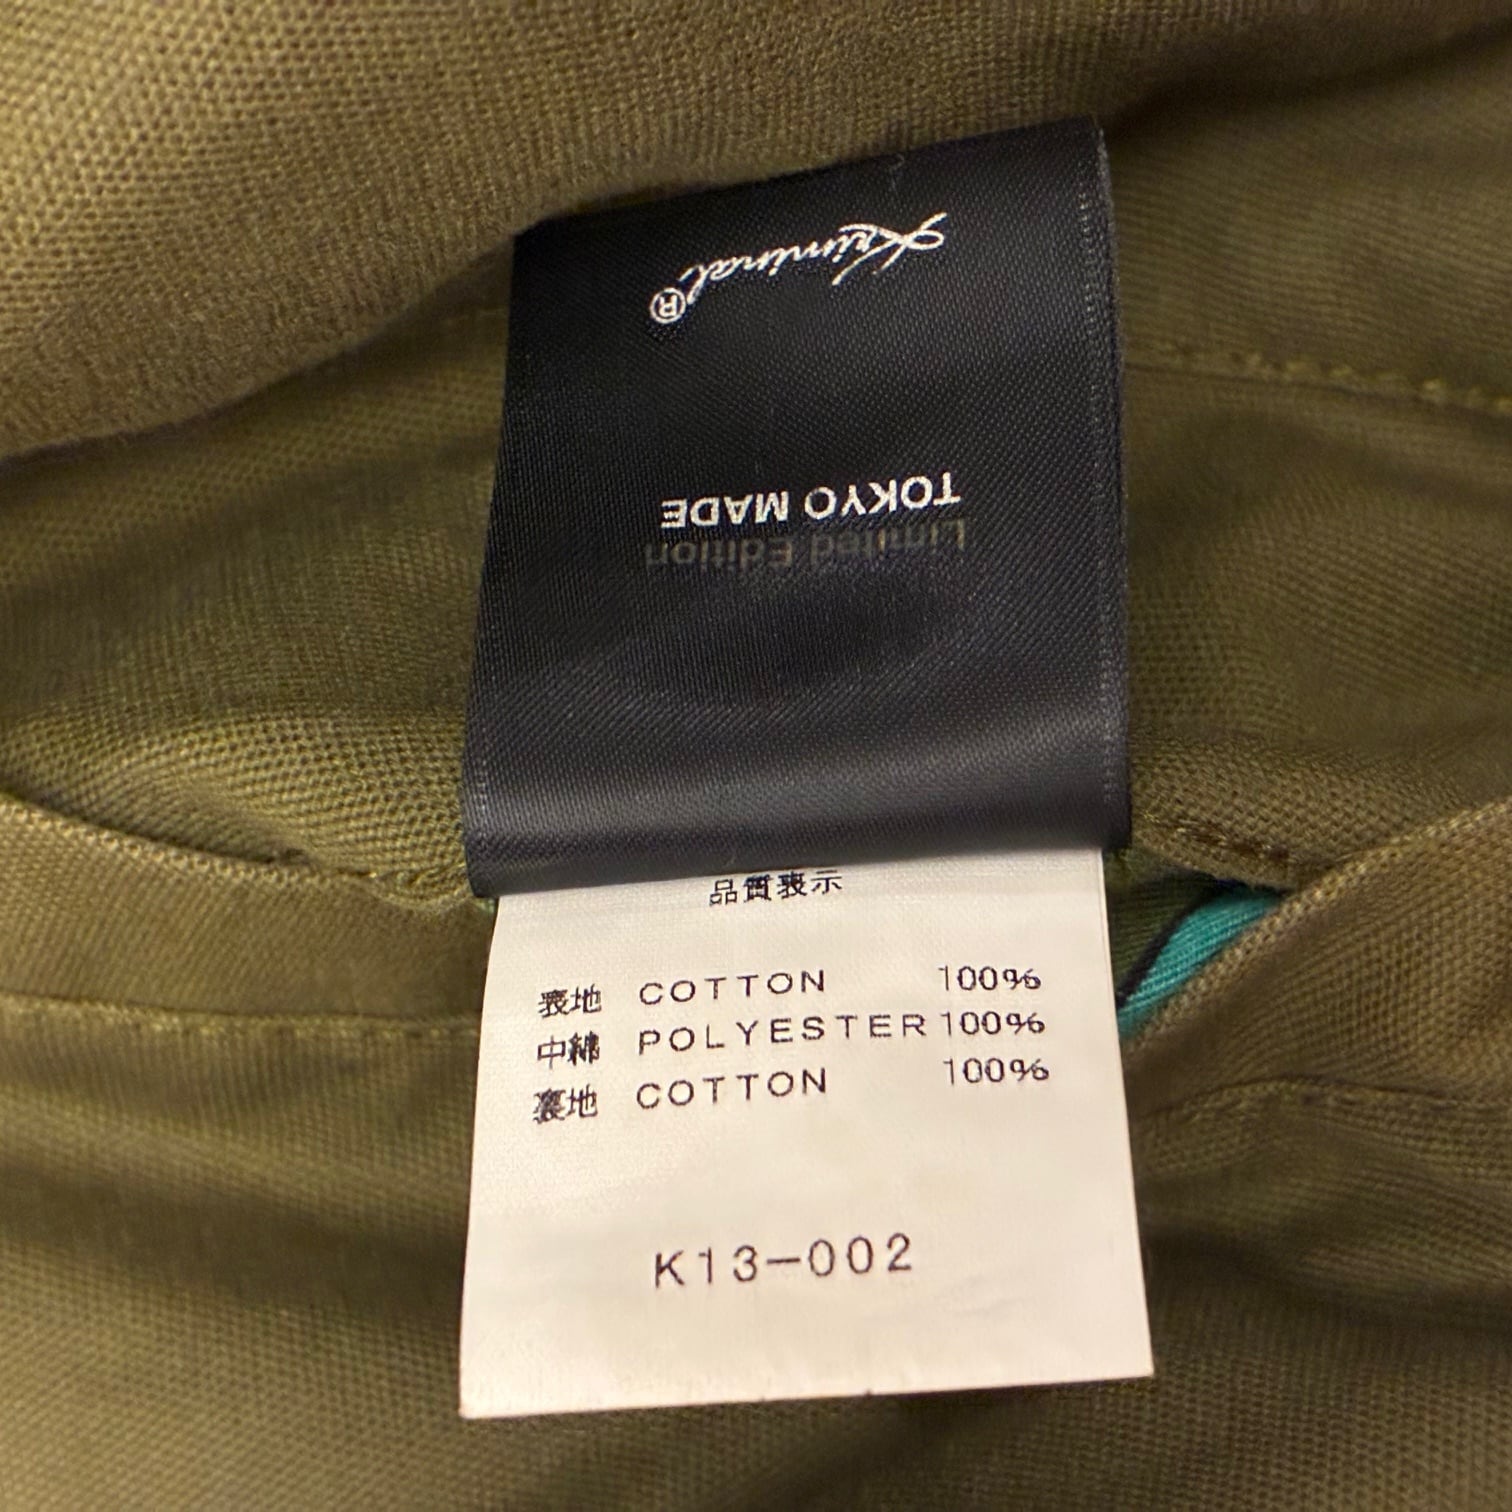 Kriminal®
TOKYO MADE
Limited Edition
品質表示
表地 COTTON 100%
中綿 POLYESTER 100%
裏地 COTTON 100%
K13-002